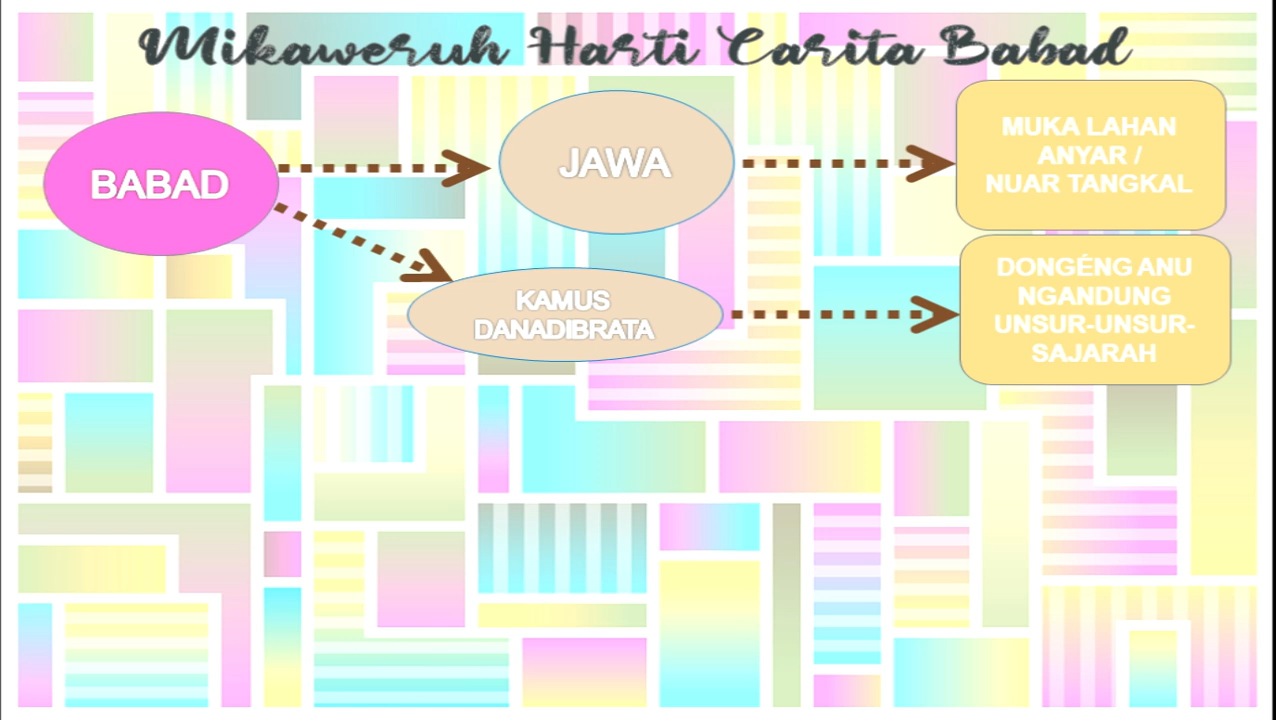 Mikaweruh Harti Carita Babad
BABAD
JAWA
MUKA LAHAN
ANYAR /
NUAR TANGKAL
KAMUS
DANADIBRATA
DONGÉNG ANU
NGANDUNG
UNSUR-UNSUR-
SAJARAH